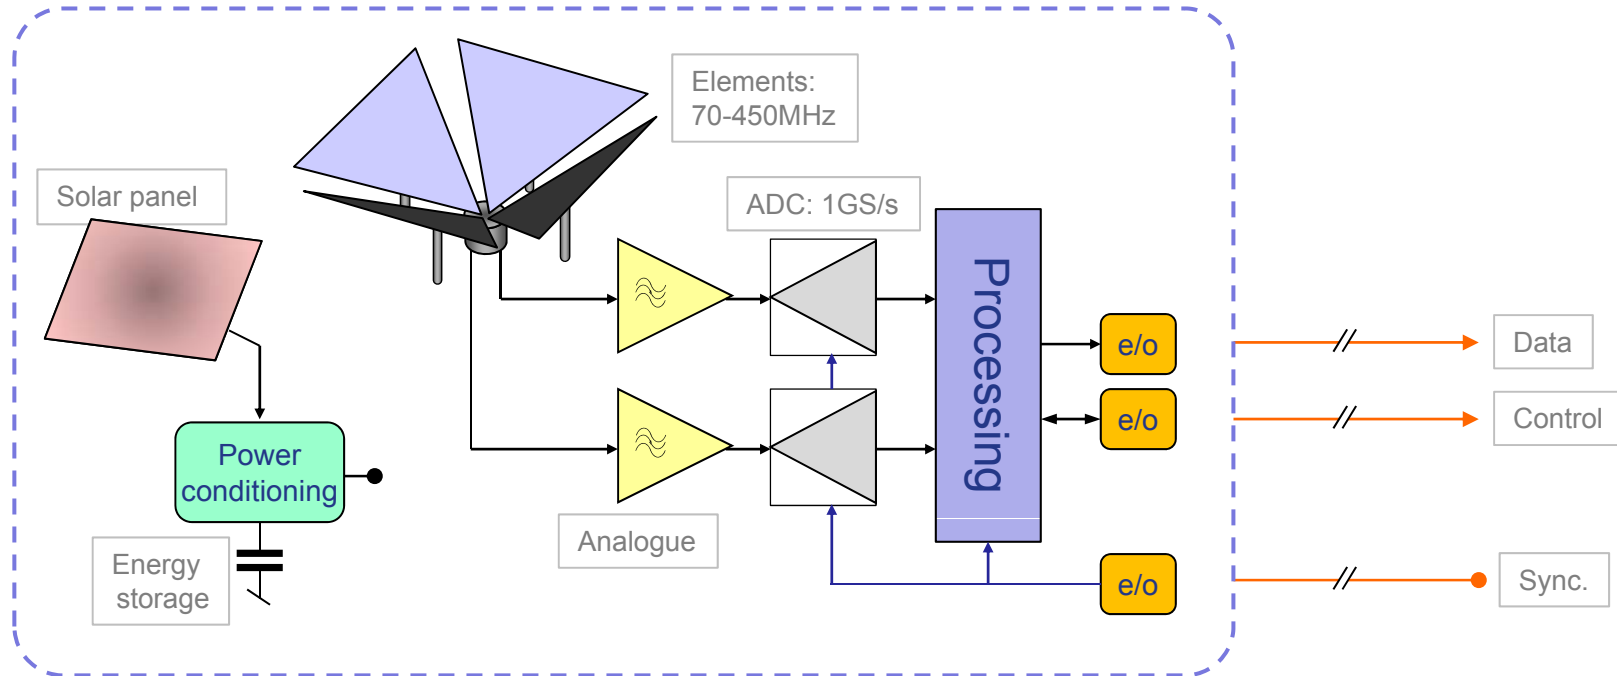 Elements:
70-450MHz
Solar panel
ADC: 1GS/s
Processing
e/o
Data
e/o
Control
Power
conditioning
Analogue
Energy
storage
e/o
Sync.